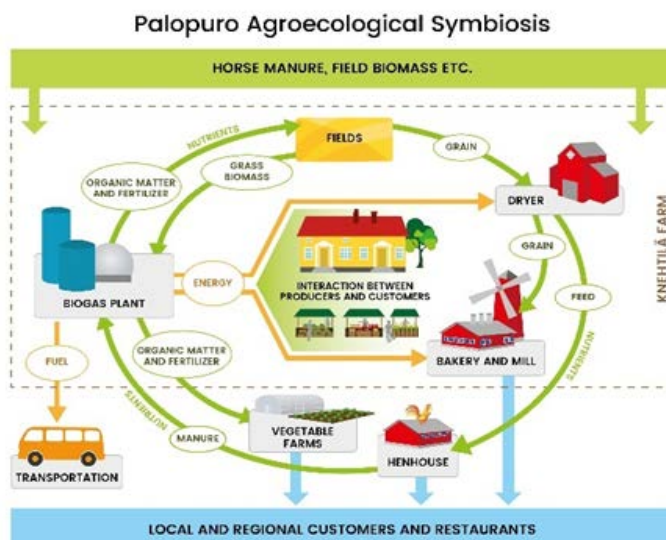 Palopuro Agroecological Symbiosis
HORSE MANURE, FIELD BIOMASS ETC.
NUTRIENTS
FIELDS
GRAIN
GRASS
BIOMASS
ORGANIC MATTER
AND FERTILIZER
DRYER
GRAIN
ENERGY
INTERACTION BETWEEN
PRODUCERS AND CUSTOMERS
BIOGAS PLANT
FEED
KNEHTILÄ FARM
FUEL
ORGANIC MATTER
AND FERTILIZER
BAKERY AND MILL
NUTRIENTS
NUTRIENTS
MANURE
VEGETABLE
FARMS
HENHOUSE
TRANSPORTATION
LOCAL AND REGIONAL CUSTOMERS AND RESTAURANTS